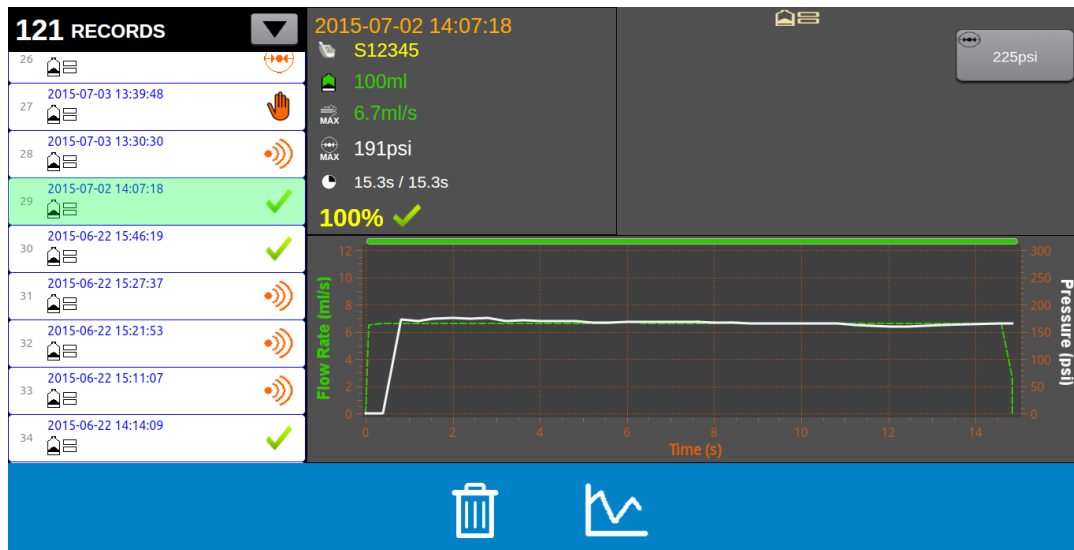 121 RECORDS
26
27 2015-07-03 13:39:48
28 2015-07-03 13:30:30
29 2015-07-02 14:07:18
30 2015-06-22 15:46:19
31 2015-06-22 15:27:37
32 2015-06-22 15:21:53
33 2015-06-22 15:11:07
34 2015-06-22 14:14:09
2015-07-02 14:07:18
S12345
100ml
MAX 6.7ml/s
MAX 191psi
15.3s / 15.3s
100%
225psi
Flow Rate (ml/s)
12
10
8
6
4
2
0
0 2 4 6 8 10 12 14
Time (s)
300
250
200
150
100
50
0
Pressure (psi)